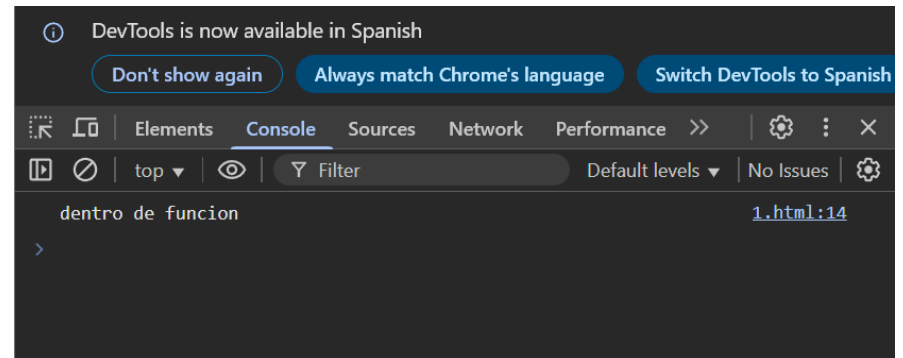 DevTools is now available in Spanish
Don't show again Always match Chrome's language Switch DevTools to Spanish
Elements Console Sources Network Performance
top Filter Default levels No Issues
dentro de funcion 1.html:14